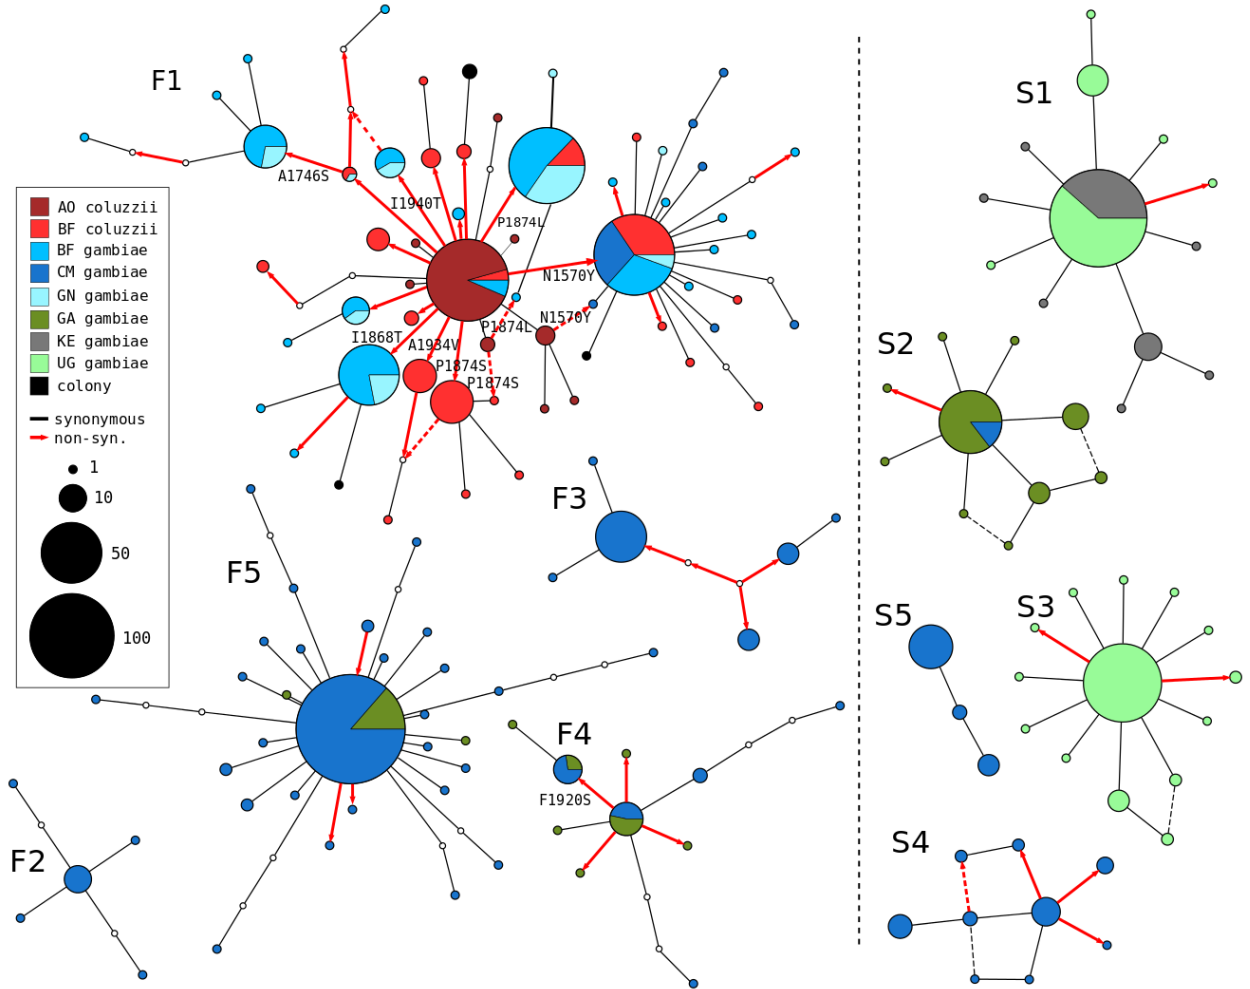 F1
S1
A1746S
I1940T
P1874L
AO coluzzii
BF coluzzii
BF gambiae
CM gambiae
GN gambiae
GA gambiae
KE gambiae
UG gambiae
colony
synonymous
non-syn.
1
10
50
100
N1570Y
N1570Y
P1874L
I1868T
A1934V
P1874S
P1874S
S2
F3
F5
S5
S3
F4
F1920S
F2
S4